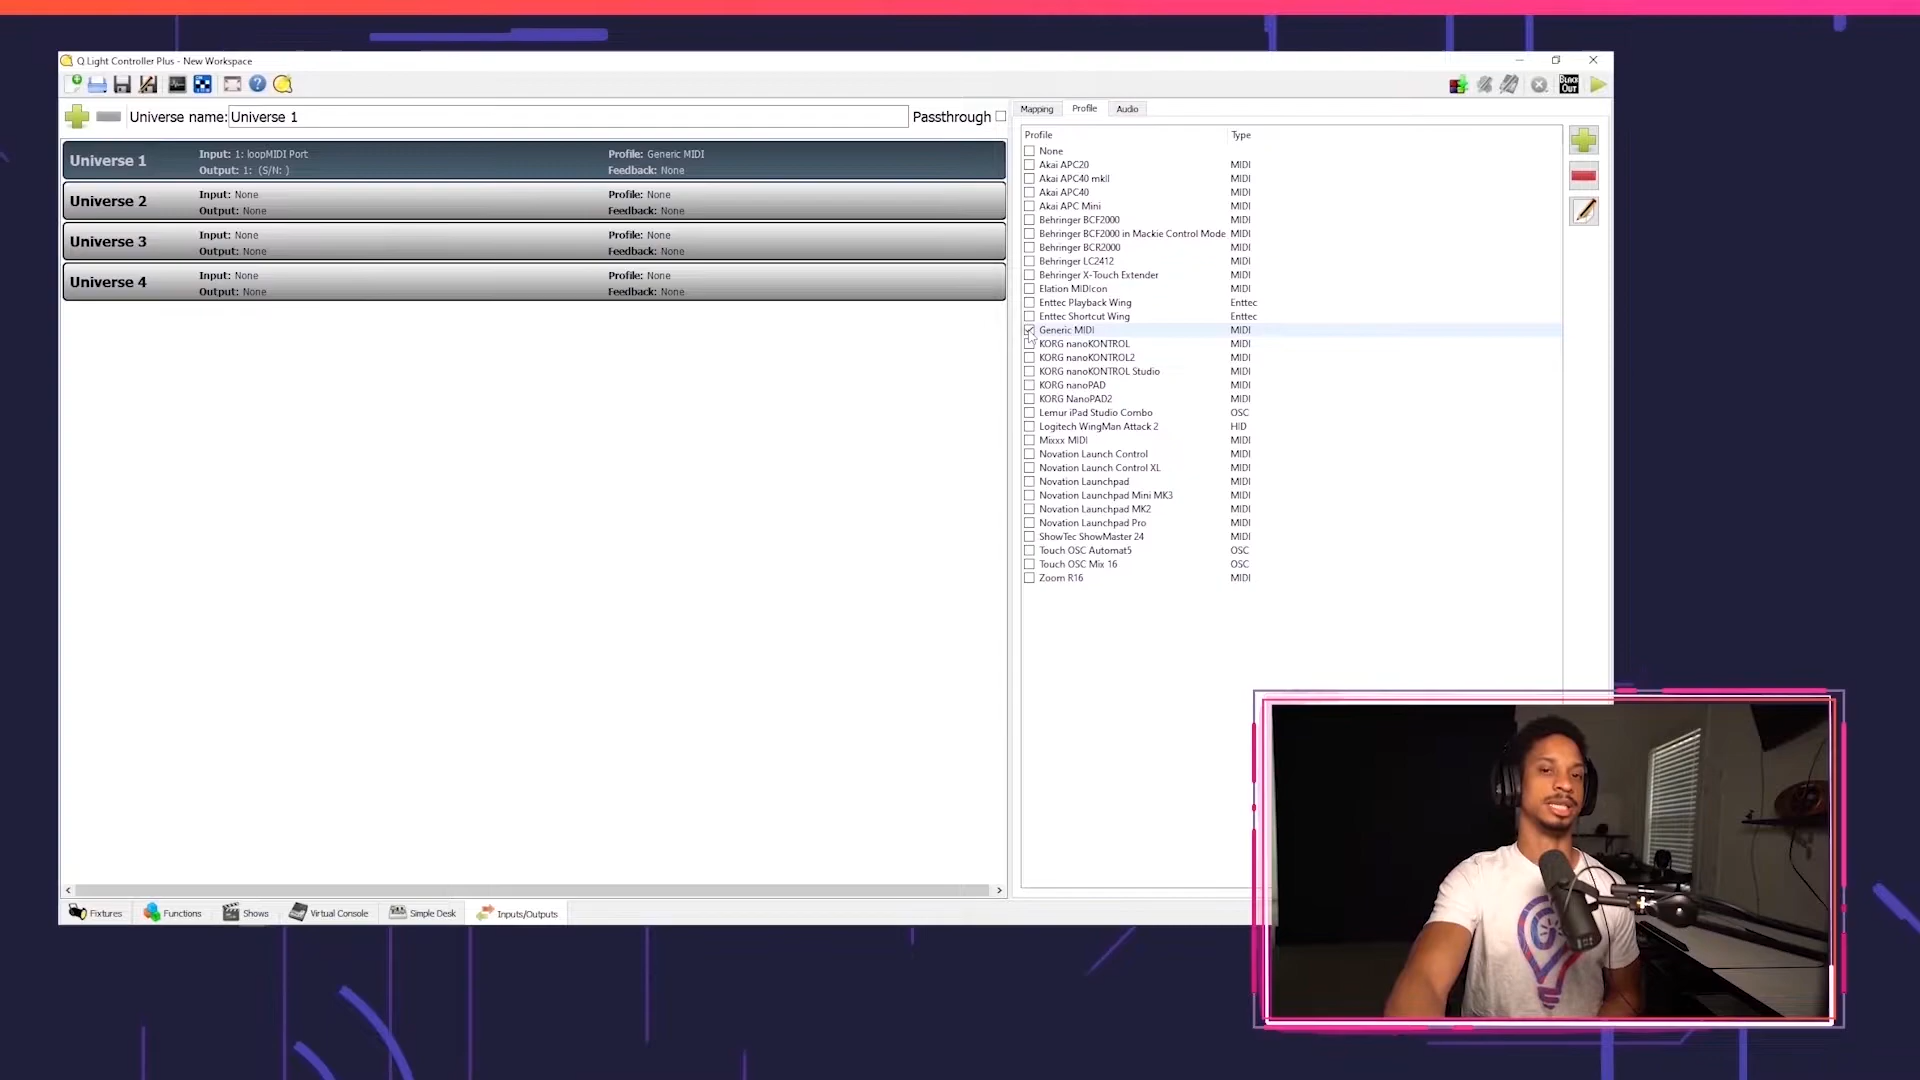 Q Light Controller Plus - New Workspace
BLACK OUT
Universe name: Universe 1 Passthrough
Universe 1 Input: 1: loopMIDI Port Profile: Generic MIDI
Output: 1: (S/N: ) Feedback: None
Universe 2 Input: None Profile: None
Output: None Feedback: None
Universe 3 Input: None Profile: None
Output: None Feedback: None
Universe 4 Input: None Profile: None
Output: None Feedback: None
Mapping Profile Audio
Profile Type
None
Akai APC20 MIDI
Akai APC40 mkII MIDI
Akai APC40 MIDI
Akai APC Mini MIDI
Behringer BCF2000 MIDI
Behringer BCF2000 in Mackie Control Mode MIDI
Behringer BCR2000 MIDI
Behringer LC2412 MIDI
Behringer X-Touch Extender MIDI
Elation MIDIcon MIDI
Enttec Playback Wing Enttec
Enttec Shortcut Wing Enttec
Generic MIDI MIDI
KORG nanoKONTROL MIDI
KORG nanoKONTROL2 MIDI
KORG nanoKONTROL Studio MIDI
KORG nanoPAD MIDI
KORG NanoPAD2 MIDI
Lemur iPad Studio Combo OSC
Logitech WingMan Attack 2 HID
Mixxx MIDI MIDI
Novation Launch Control MIDI
Novation Launch Control XL MIDI
Novation Launchpad MIDI
Novation Launchpad Mini MK3 MIDI
Novation Launchpad MK2 MIDI
Novation Launchpad Pro MIDI
ShowTec ShowMaster 24 MIDI
Touch OSC Automat5 OSC
Touch OSC Mix 16 OSC
Zoom R16 MIDI
Fixtures Functions Shows Virtual Console Simple Desk Inputs/Outputs